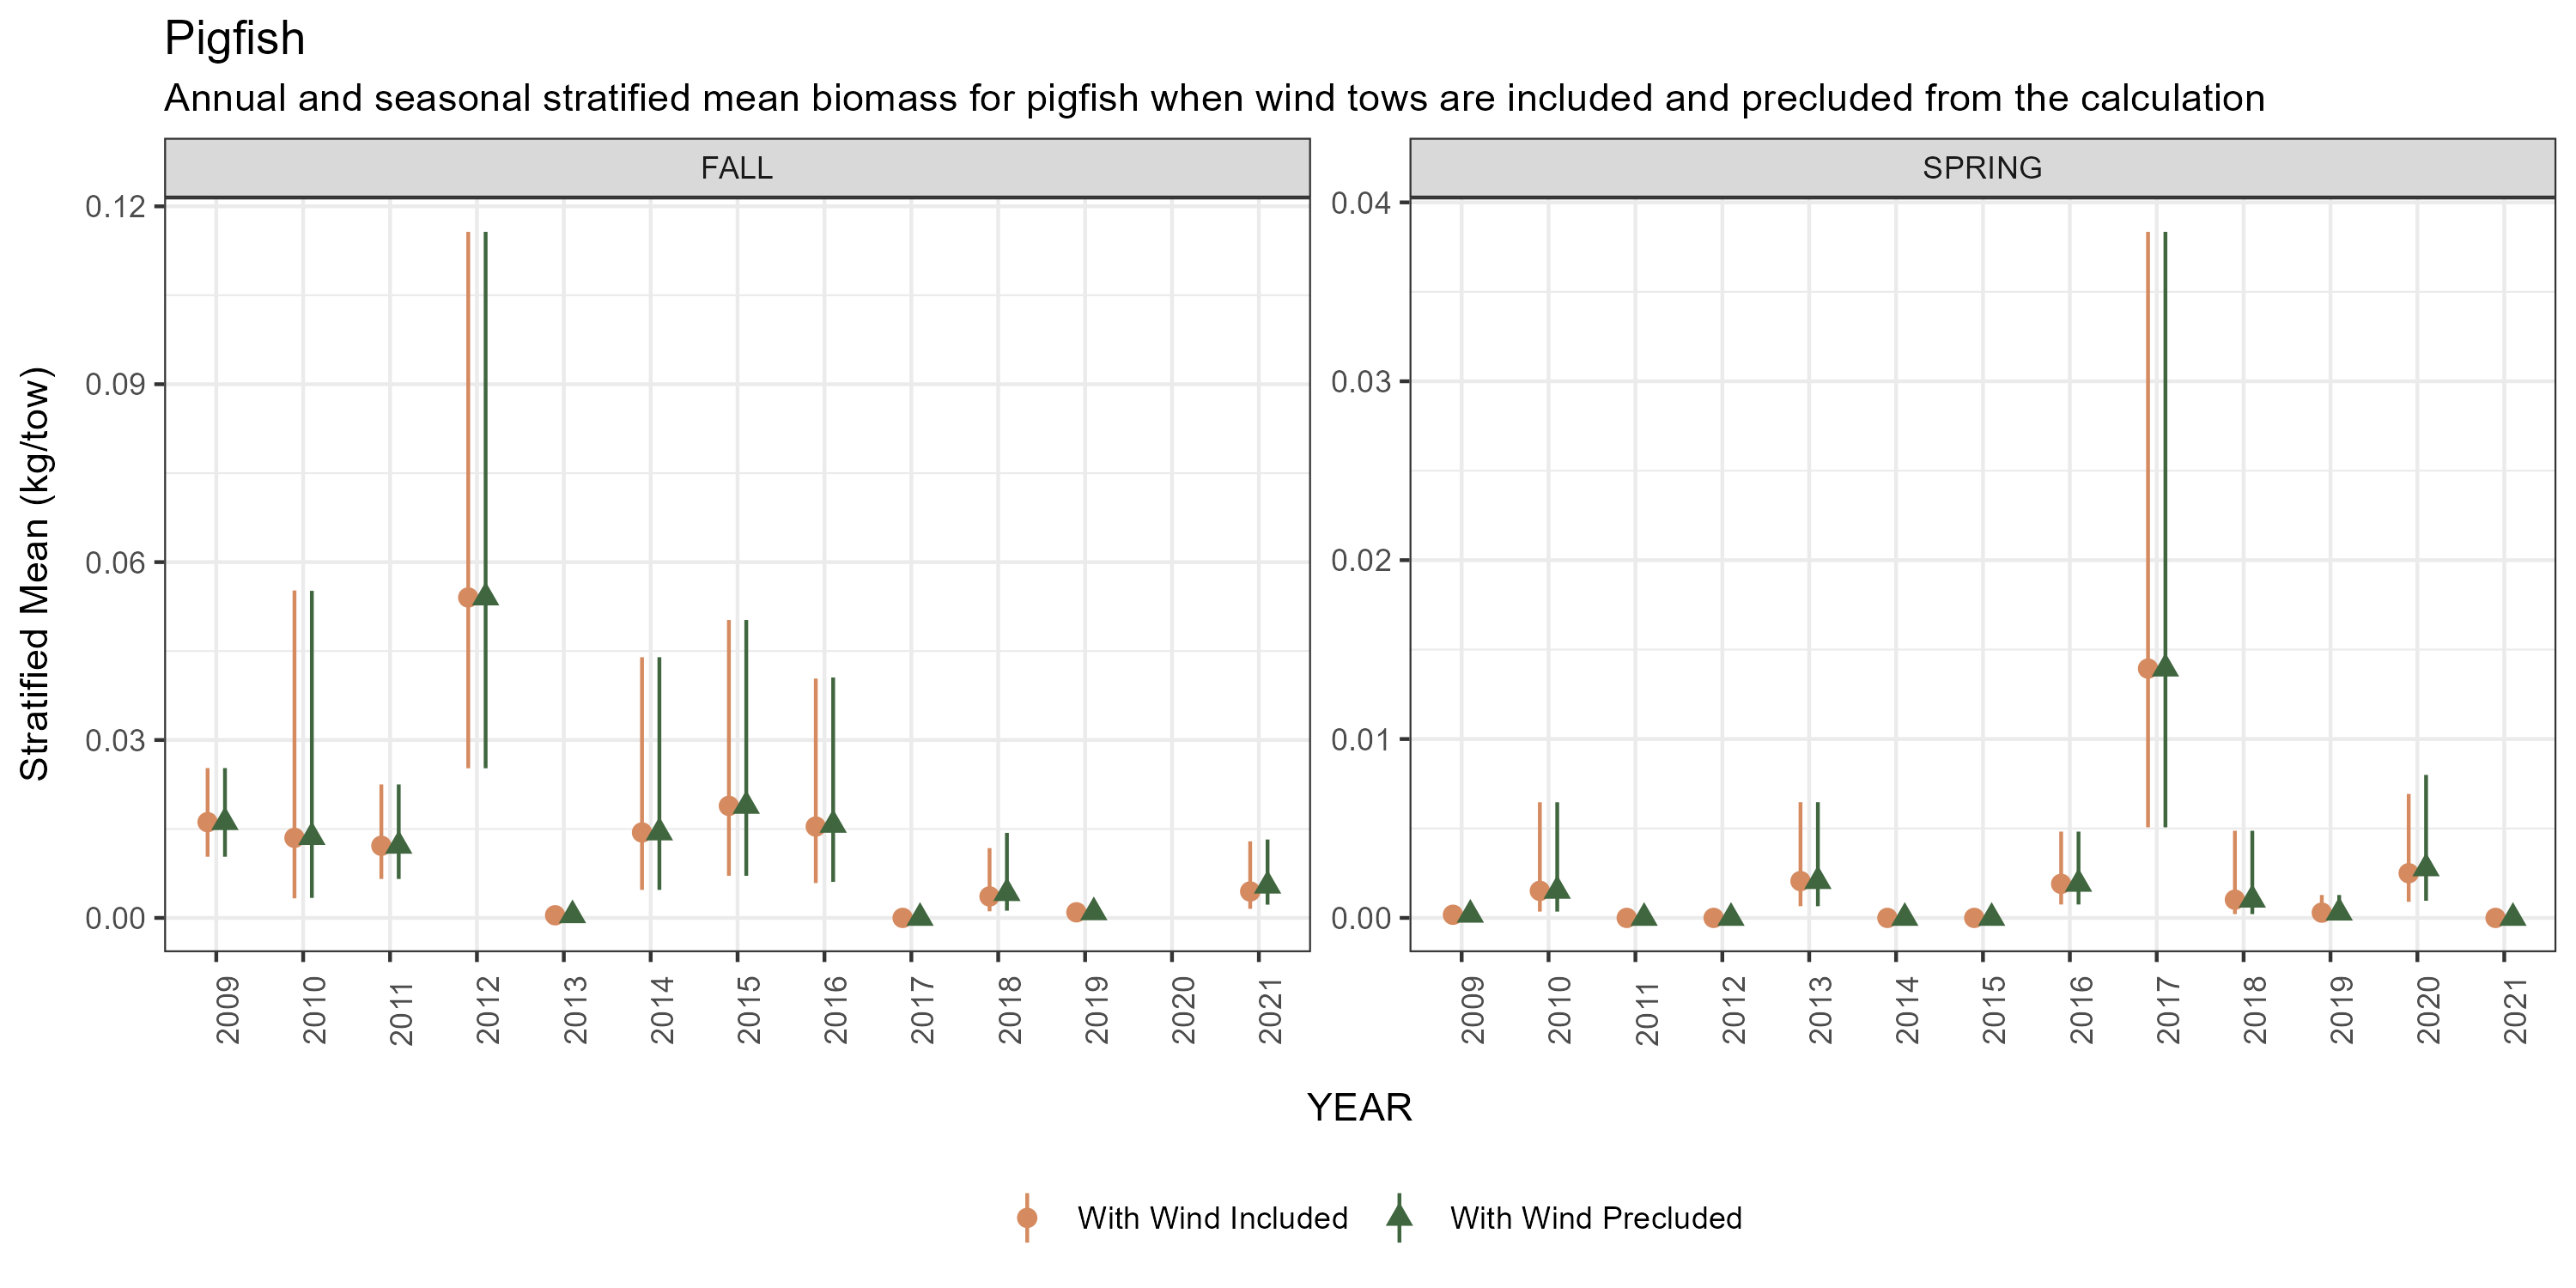 Pigfish
Annual and seasonal stratified mean biomass for pigfish when wind tows are included and precluded from the calculation
FALL
SPRING
Stratified Mean (kg/tow)
0.12
0.09
0.06
0.03
0.00
0.04
0.03
0.02
0.01
0.00
2009 2010 2011 2012 2013 2014 2015 2016 2017 2018 2019 2020 2021
2009 2010 2011 2012 2013 2014 2015 2016 2017 2018 2019 2020 2021
YEAR
With Wind Included
With Wind Precluded